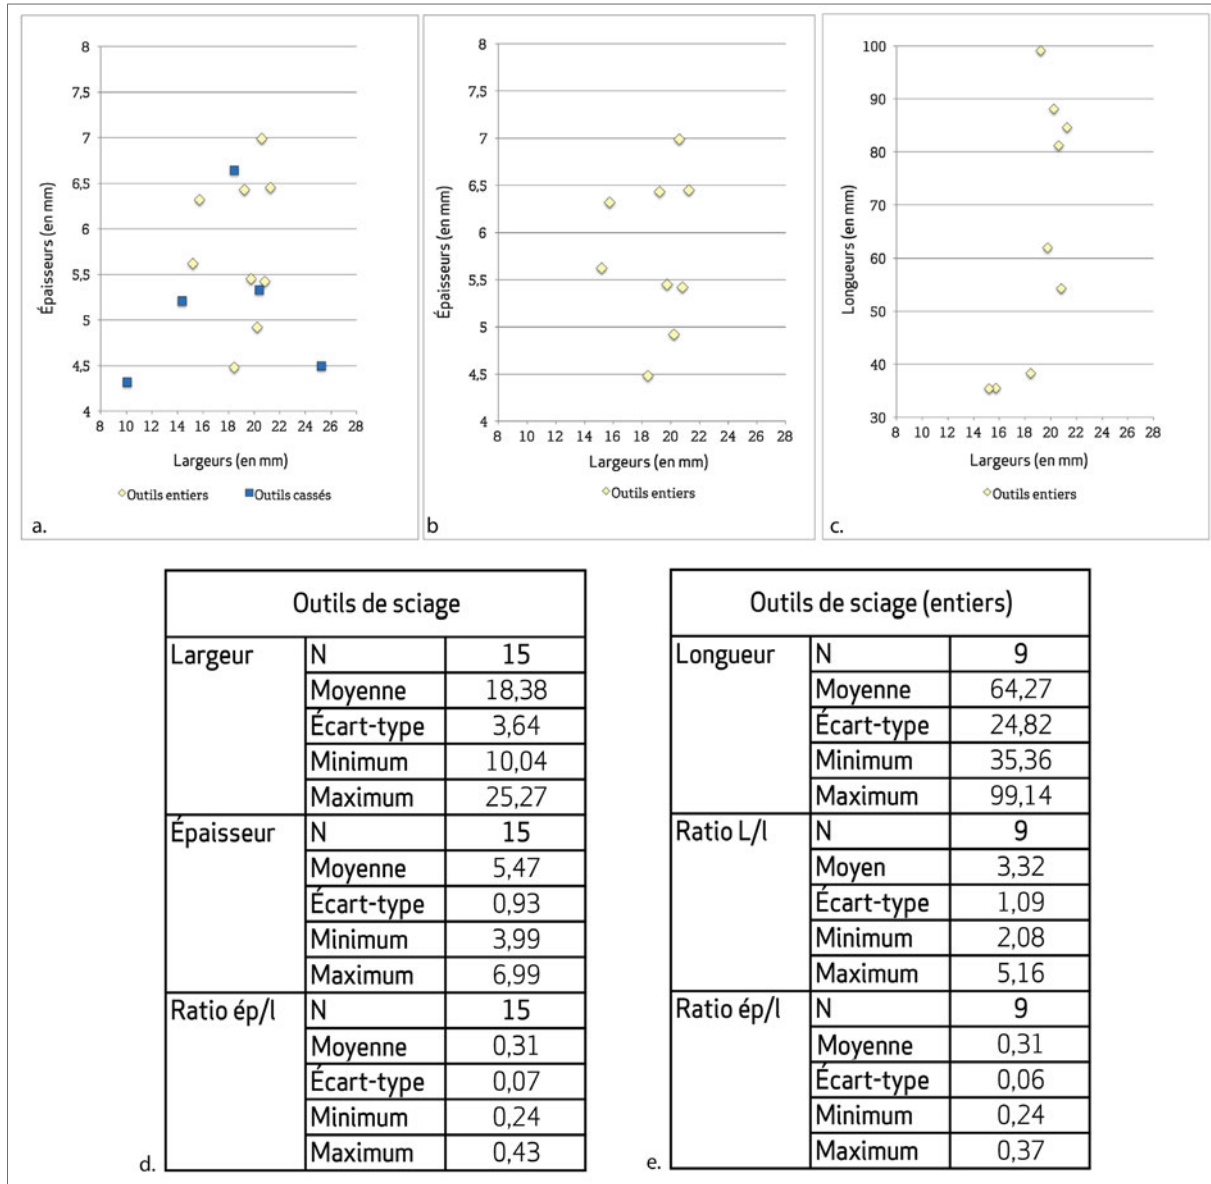 8
7,5
7
6,5
6
5,5
5
4,5
4
Épaisseurs (en mm)
8 10 12 14 16 18 20 22 24 26 28
Largeurs (en mm)
Outils entiers Outils cassés
a.
8
7,5
7
6,5
6
5,5
5
4,5
4
Épaisseurs (en mm)
8 10 12 14 16 18 20 22 24 26 28
Largeurs (en mm)
Outils entiers
b
100
90
80
70
60
50
40
30
Longueurs (en mm)
8 10 12 14 16 18 20 22 24 26 28
Largeurs (en mm)
Outils entiers
c.
Outils de sciage
Largeur N 15
Moyenne 18,38
Écart-type 3,64
Minimum 10,04
Maximum 25,27
Épaisseur N 15
Moyenne 5,47
Écart-type 0,93
Minimum 3,99
Maximum 6,99
Ratio ép/l N 15
Moyenne 0,31
Écart-type 0,07
Minimum 0,24
Maximum 0,43
d.
Outils de sciage (entiers)
Longueur N 9
Moyenne 64,27
Écart-type 24,82
Minimum 35,36
Maximum 99,14
Ratio L/l N 9
Moyen 3,32
Écart-type 1,09
Minimum 2,08
Maximum 5,16
Ratio ép/l N 9
Moyenne 0,31
Écart-type 0,06
Minimum 0,24
Maximum 0,37
e.